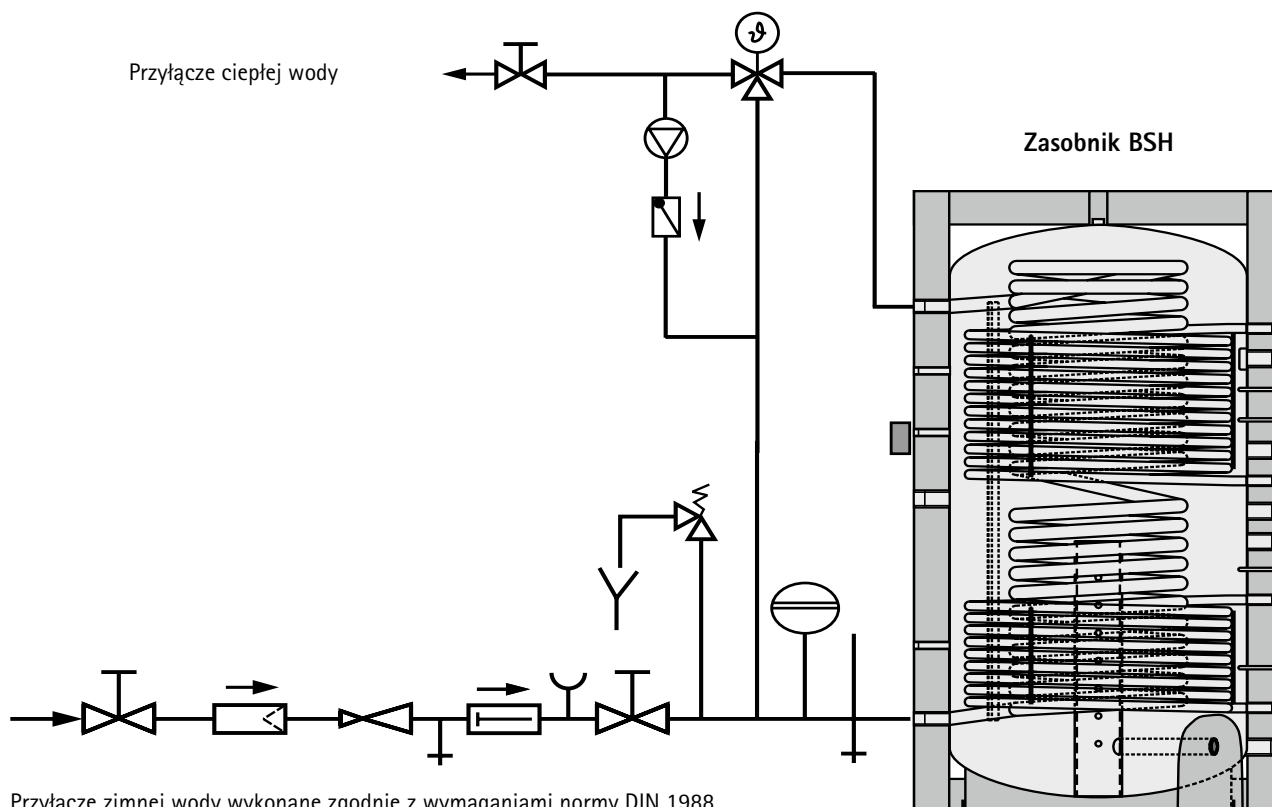 Przyłącze ciepłej wody
ϑ
Zasobnik BSH
Przyłącze zimnej wody wykonane zgodnie z wymaganiami normy DIN 1988